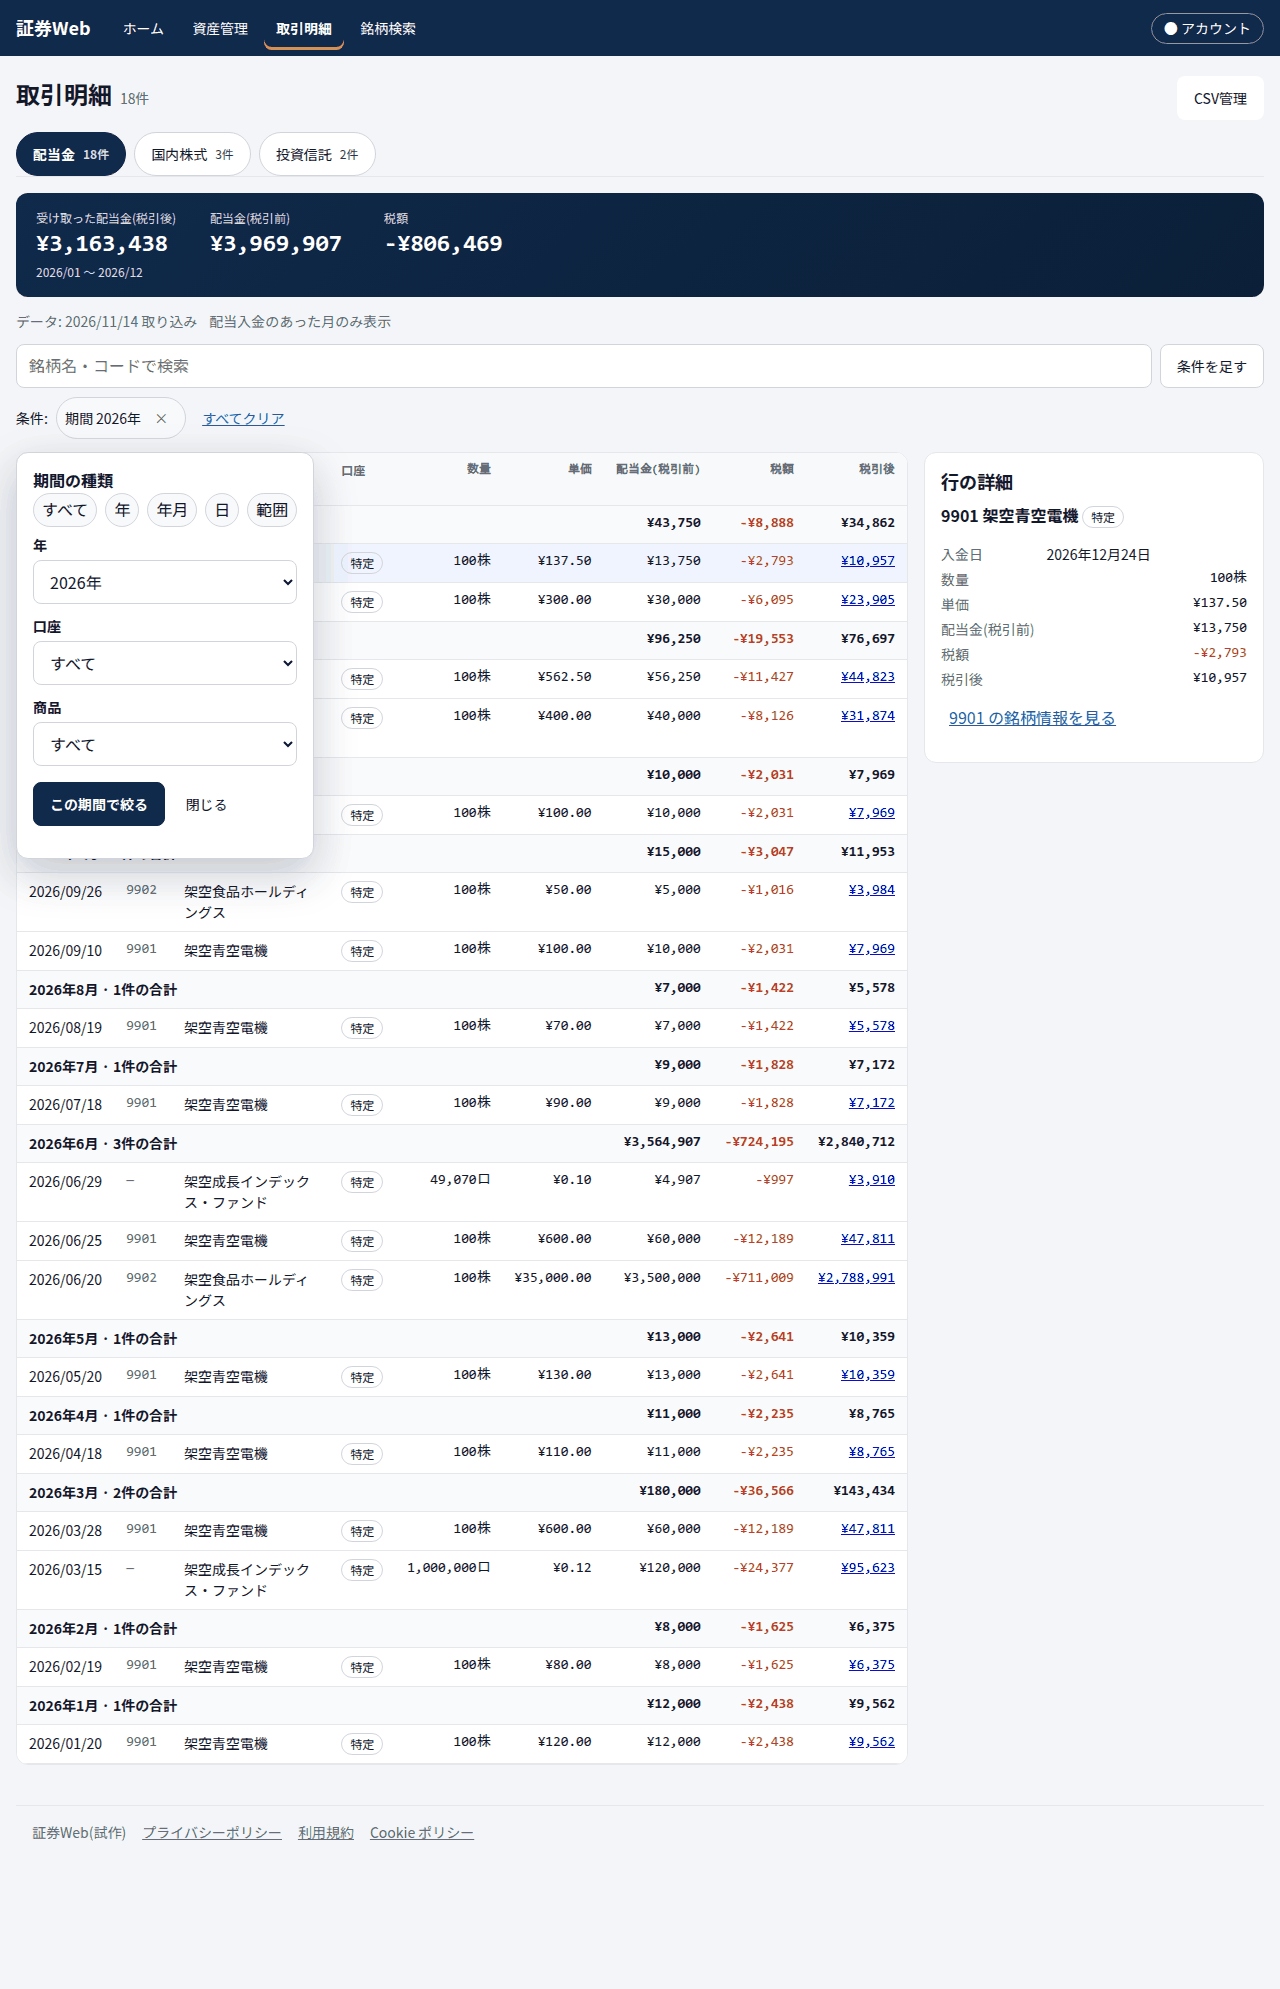 証券Web ホーム 資産管理 取引明細 銘柄検索 アカウント
取引明細 18件 CSV管理
配当金 18件 国内株式 3件 投資信託 2件
受け取った配当金(税引後) 配当金(税引前) 税額
¥3,163,438 ¥3,969,907 -¥806,469
2026/01 〜 2026/12
データ: 2026/11/14 取り込み 配当入金のあった月のみ表示
銘柄名・コードで検索 条件を足す
条件: 期間 2026年 × すべてクリア
期間の種類
すべて 年 年月 日 範囲
年
2026年
口座
すべて
商品
すべて
この期間で絞る 閉じる
口座 数量 単価 配当金(税引前) 税額 税引後
¥43,750 -¥8,888 ¥34,862
特定 100株 ¥137.50 ¥13,750 -¥2,793 ¥10,957
特定 100株 ¥300.00 ¥30,000 -¥6,095 ¥23,905
¥96,250 -¥19,553 ¥76,697
特定 100株 ¥562.50 ¥56,250 -¥11,427 ¥44,823
特定 100株 ¥400.00 ¥40,000 -¥8,126 ¥31,874
¥10,000 -¥2,031 ¥7,969
特定 100株 ¥100.00 ¥10,000 -¥2,031 ¥7,969
¥15,000 -¥3,047 ¥11,953
2026/09/26 9902 架空食品ホールディ 特定 100株 ¥50.00 ¥5,000 -¥1,016 ¥3,984
ングス
2026/09/10 9901 架空青空電機 特定 100株 ¥100.00 ¥10,000 -¥2,031 ¥7,969
2026年8月・1件の合計 ¥7,000 -¥1,422 ¥5,578
2026/08/19 9901 架空青空電機 特定 100株 ¥70.00 ¥7,000 -¥1,422 ¥5,578
2026年7月・1件の合計 ¥9,000 -¥1,828 ¥7,172
2026/07/18 9901 架空青空電機 特定 100株 ¥90.00 ¥9,000 -¥1,828 ¥7,172
2026年6月・3件の合計 ¥3,564,907 -¥724,195 ¥2,840,712
2026/06/29 — 架空成長インデック 特定 49,070口 ¥0.10 ¥4,907 -¥997 ¥3,910
ス・ファンド
2026/06/25 9901 架空青空電機 特定 100株 ¥600.00 ¥60,000 -¥12,189 ¥47,811
2026/06/20 9902 架空食品ホールディ 特定 100株 ¥35,000.00 ¥3,500,000 -¥711,009 ¥2,788,991
ングス
2026年5月・1件の合計 ¥13,000 -¥2,641 ¥10,359
2026/05/20 9901 架空青空電機 特定 100株 ¥130.00 ¥13,000 -¥2,641 ¥10,359
2026年4月・1件の合計 ¥11,000 -¥2,235 ¥8,765
2026/04/18 9901 架空青空電機 特定 100株 ¥110.00 ¥11,000 -¥2,235 ¥8,765
2026年3月・2件の合計 ¥180,000 -¥36,566 ¥143,434
2026/03/28 9901 架空青空電機 特定 100株 ¥600.00 ¥60,000 -¥12,189 ¥47,811
2026/03/15 — 架空成長インデック 特定 1,000,000口 ¥0.12 ¥120,000 -¥24,377 ¥95,623
ス・ファンド
2026年2月・1件の合計 ¥8,000 -¥1,625 ¥6,375
2026/02/19 9901 架空青空電機 特定 100株 ¥80.00 ¥8,000 -¥1,625 ¥6,375
2026年1月・1件の合計 ¥12,000 -¥2,438 ¥9,562
2026/01/20 9901 架空青空電機 特定 100株 ¥120.00 ¥12,000 -¥2,438 ¥9,562
行の詳細
9901 架空青空電機 特定
入金日 2026年12月24日
数量 100株
単価 ¥137.50
配当金(税引前) ¥13,750
税額 -¥2,793
税引後 ¥10,957
9901 の銘柄情報を見る
証券Web(試作) プライバシーポリシー 利用規約 Cookie ポリシー